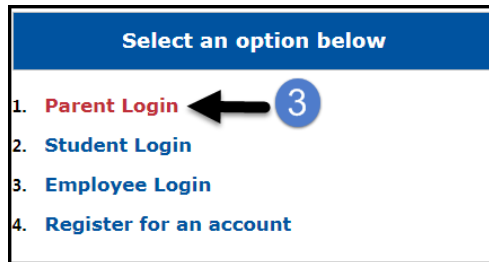 Select an option below
1. Parent Login 3
2. Student Login
3. Employee Login
4. Register for an account